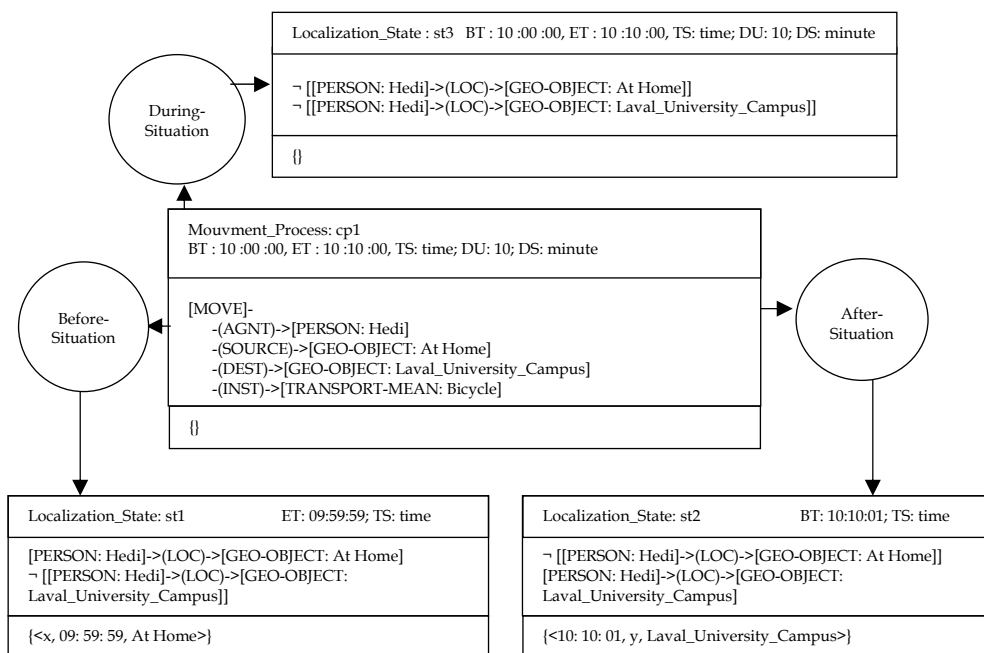 Localization_State : st3 BT : 10 :00 :00, ET : 10 :10 :00, TS: time; DU: 10; DS: minute
¬ [[PERSON: Hedi]->(LOC)->[GEO-OBJECT: At Home]]
¬ [[PERSON: Hedi]->(LOC)->[GEO-OBJECT: Laval_University_Campus]]
{}
During-
Situation
Mouvment_Process: cp1
BT : 10 :00 :00, ET : 10 :10 :00, TS: time; DU: 10; DS: minute
[MOVE]-
-(AGNT)->[PERSON: Hedi]
-(SOURCE)->[GEO-OBJECT: At Home]
-(DEST)->[GEO-OBJECT: Laval_University_Campus]
-(INST)->[TRANSPORT-MEAN: Bicycle]
{}
Before-
Situation
After-
Situation
Localization_State: st1 ET: 09:59:59; TS: time
[PERSON: Hedi]->(LOC)->[GEO-OBJECT: At Home]
¬ [[PERSON: Hedi]->(LOC)->[GEO-OBJECT:
Laval_University_Campus]]
{<x, 09: 59: 59, At Home>}
Localization_State: st2 BT: 10:10:01; TS: time
¬ [[PERSON: Hedi]->(LOC)->[GEO-OBJECT: At Home]]
[PERSON: Hedi]->(LOC)->[GEO-OBJECT:
Laval_University_Campus]
{<10: 10: 01, y, Laval_University_Campus>}